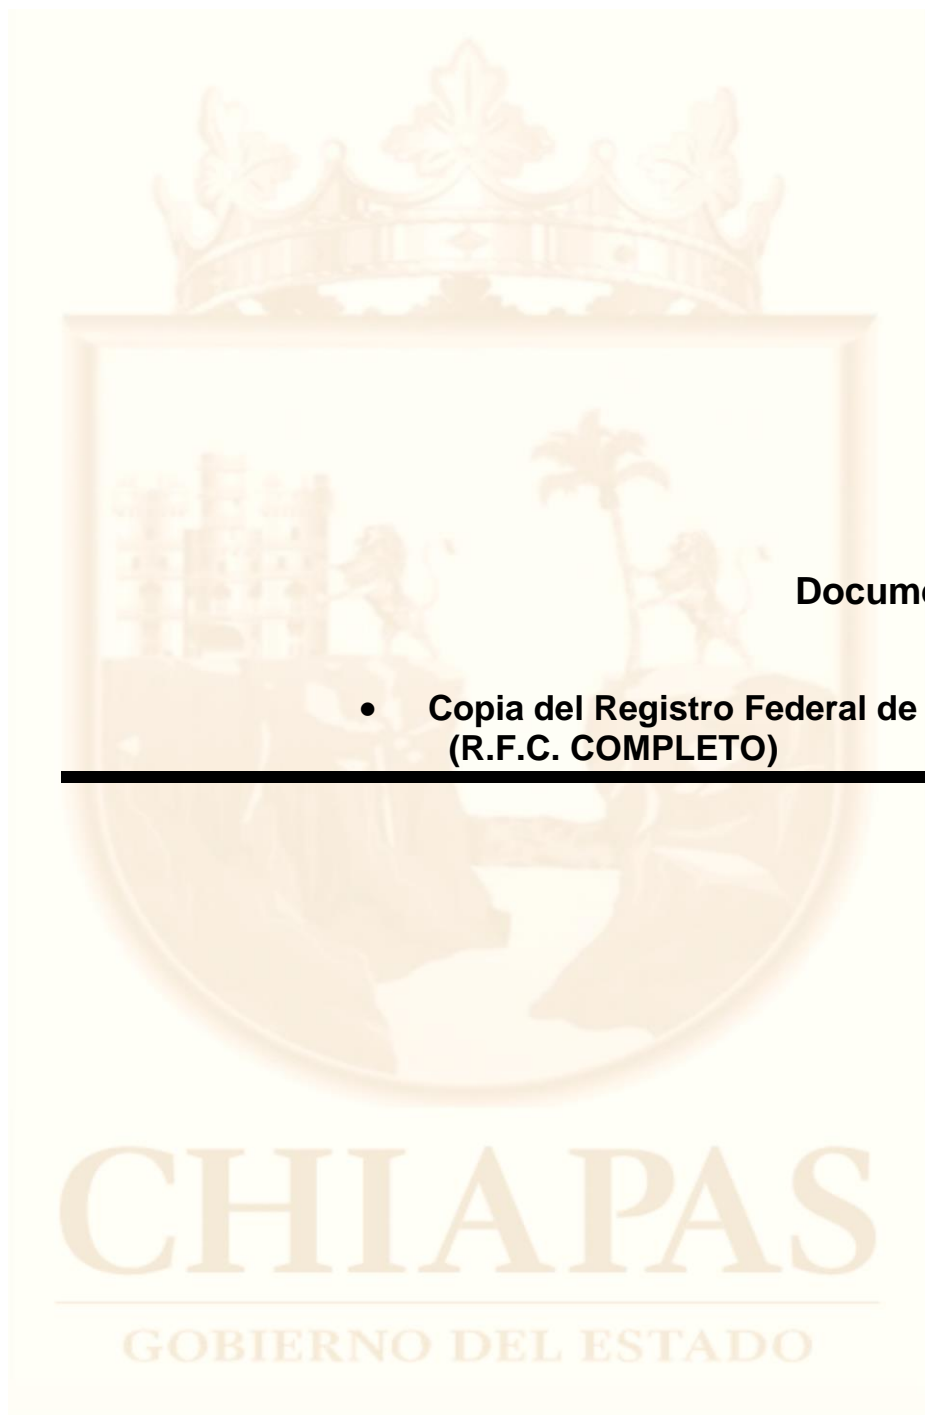 Docume
• Copia del Registro Federal de
(R.F.C. COMPLETO)
CHIAPAS
GOBIERNO DEL ESTADO